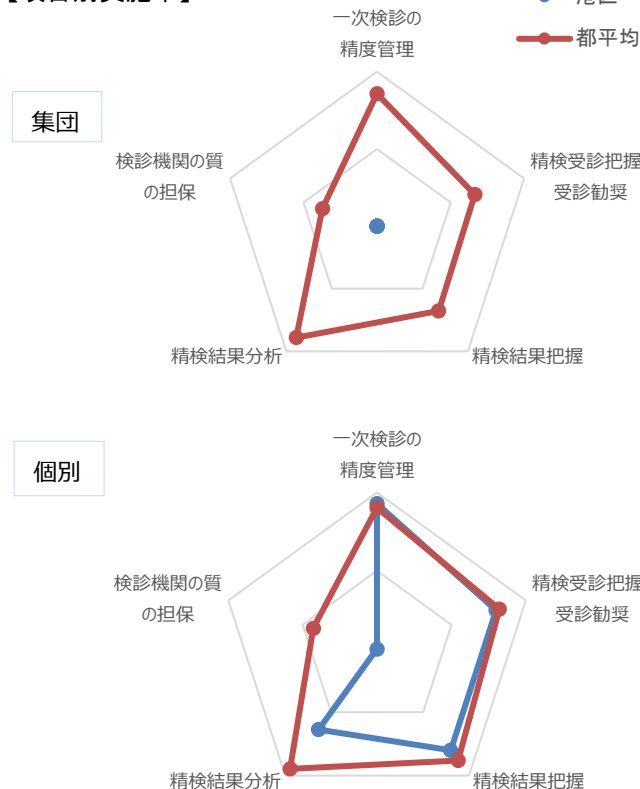 都平均
一次検診の
精度管理
集団
検診機関の質
の担保
精検受診把握
受診勧奨
精検結果分析
精検結果把握
一次検診の
精度管理
個別
検診機関の質
の担保
精検受診把握
受診勧奨
精検結果分析
精検結果把握